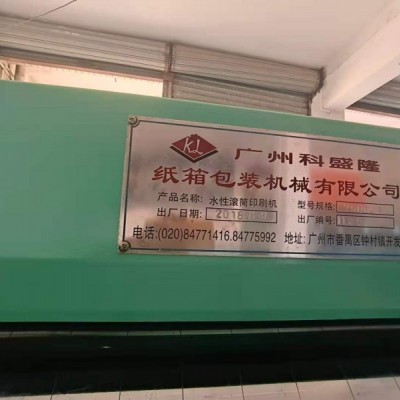 KL
广州科盛隆
纸箱包装机械有限公司
产品名称: 水性滚筒印刷机 型号规格:
出厂日期: 2018 出厂编号:
电话:(020)84771416.84775992 地址: 广州市番禺区钟村镇开发